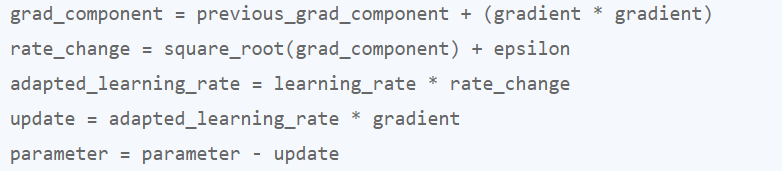 grad_component = previous_grad_component + (gradient * gradient)
rate_change = square_root(grad_component) + epsilon
adapted_learning_rate = learning_rate * rate_change
update = adapted_learning_rate * gradient
parameter = parameter - update